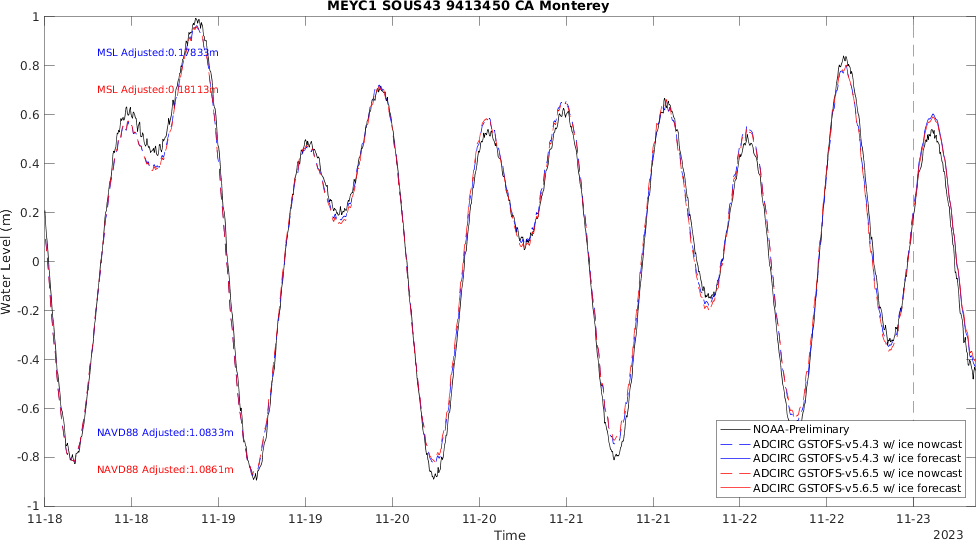 MEYC1 SOUS43 9413450 CA Monterey
1
0.8
0.6
0.4
0.2
0
-0.2
-0.4
-0.6
-0.8
-1
Water Level (m)
MSL Adjusted:0.17833m
MSL Adjusted:0.18113m
NAVD88 Adjusted:1.0833m
NAVD88 Adjusted:1.0861m
NOAA-Preliminary
ADCIRC GSTOFS-v5.4.3 w/ ice nowcast
ADCIRC GSTOFS-v5.4.3 w/ ice forecast
ADCIRC GSTOFS-v5.6.5 w/ ice nowcast
ADCIRC GSTOFS-v5.6.5 w/ ice forecast
11-18 11-18 11-19 11-19 11-20 11-20 11-21 11-21 11-22 11-22 11-23
Time
2023